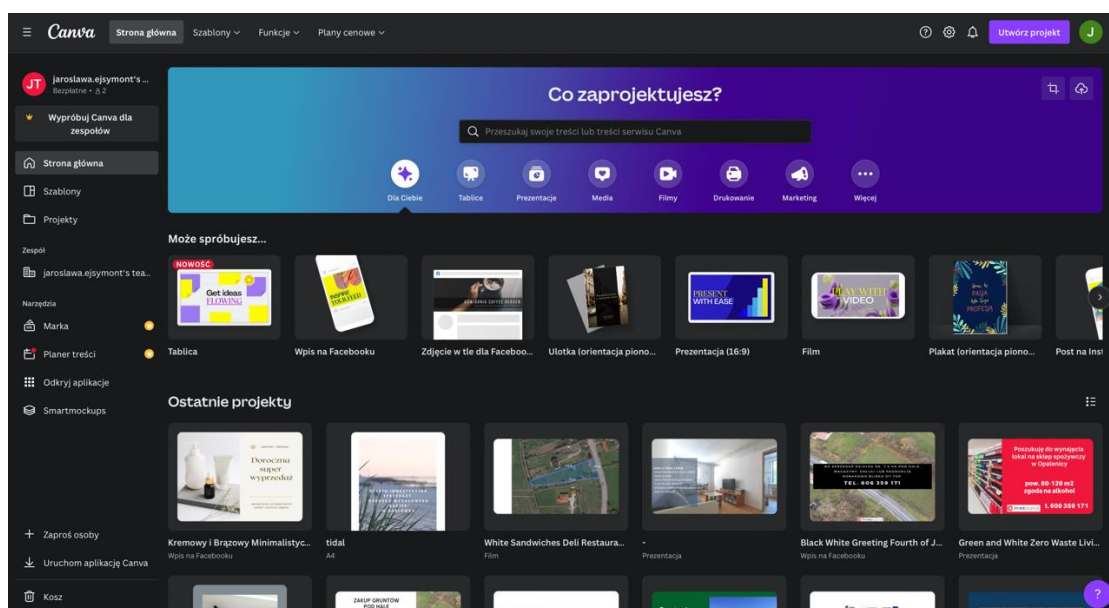 Canva
Strona główna
Szablony
Funkcje
Plany cenowe
Utwórz projekt
J
JT
jaroslawa.ejsymont's ...
Bezpłatne • 2
Wypróbuj Canva dla
zespołów
Strona główna
Szablony
Projekty
Zespół
jaroslawa.ejsymont's tea...
Narzędzia
Marka
Planer treści
Odkryj aplikacje
Smartmockups
Zaproś osoby
Uruchom aplikację Canva
Kosz
Co zaprojektujesz?
Przeszukaj swoje treści lub treści serwisu Canva
Dla Ciebie
Tablice
Prezentacje
Media
Filmy
Drukowanie
Marketing
Więcej
Może spróbujesz...
NOWOŚĆ
Get ideas
FLOWING
INSPIRE
YOUR FEED
PRESENT
WITH EASE
PLAY WITH
VIDEO
PASJA
PROFESJĄ
Tablica
Wpis na Facebooku
Zdjęcie w tle dla Faceboo...
Ulotka (orientacja piono...
Prezentacja (16:9)
Film
Plakat (orientacja piono...
Post na Inst
Ostatnie projekty
Doroczna
super
wyprzedaż
TEL. 606 359 171
Poszukuję do wynajęcia
lokal na sklep spożywczy
w Opalenicy
pow. 80-120 m2
zgoda na alkohol
t. 606 359 171
Kremowy i Brązowy Minimalistyc...
Wpis na Facebooku
tidal
A4
White Sandwiches Deli Restaura...
Film
-
Prezentacja
Black White Greeting Fourth of J...
Wpis na Facebooku
Green and White Zero Waste Livi...
Prezentacja
ZAKUP GRUNTÓW
POD HALE
?